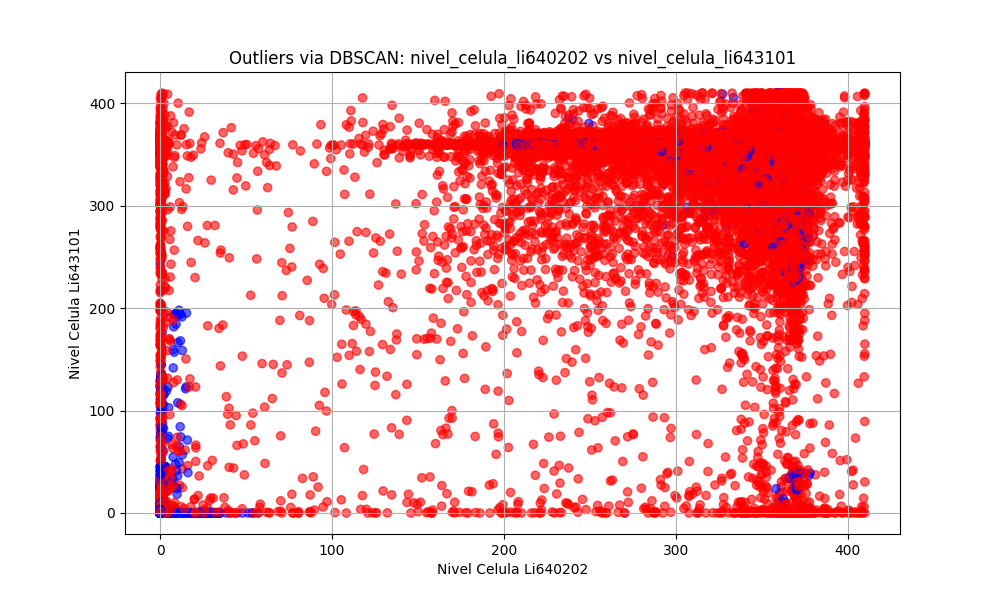 Outliers via DBSCAN: nivel_celula_li640202 vs nivel_celula_li643101
400
300
200
100
0
Nivel Celula Li643101
0 100 200 300 400
Nivel Celula Li640202